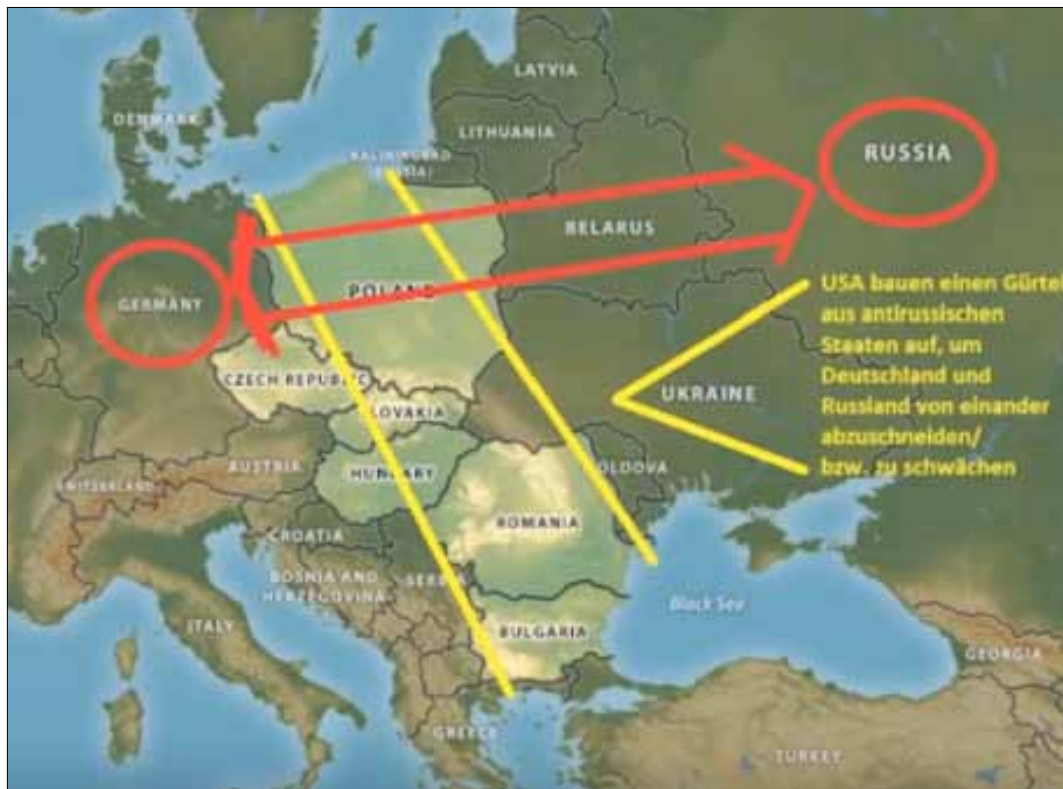 LATVIA
DENMARK
LITHUANIA
KALININGRAD
(RUSSIA)
RUSSIA
BELARUS
GERMANY
POLAND
USA bauen einen Gürtel
aus antirussischen
Staaten auf, um
Deutschland und
Russland von einander
abzuschneiden/
bzw. zu schwächen
CZECH REPUBLIC
UKRAINE
SLOVAKIA
AUSTRIA
HUNGARY
MOLDOVA
SWITZERLAND
ROMANIA
CROATIA
BOSNIA AND
HERZEGOVINA
SERBIA
Black Sea
ITALY
BULGARIA
GEORGIA
GREECE
TURKEY